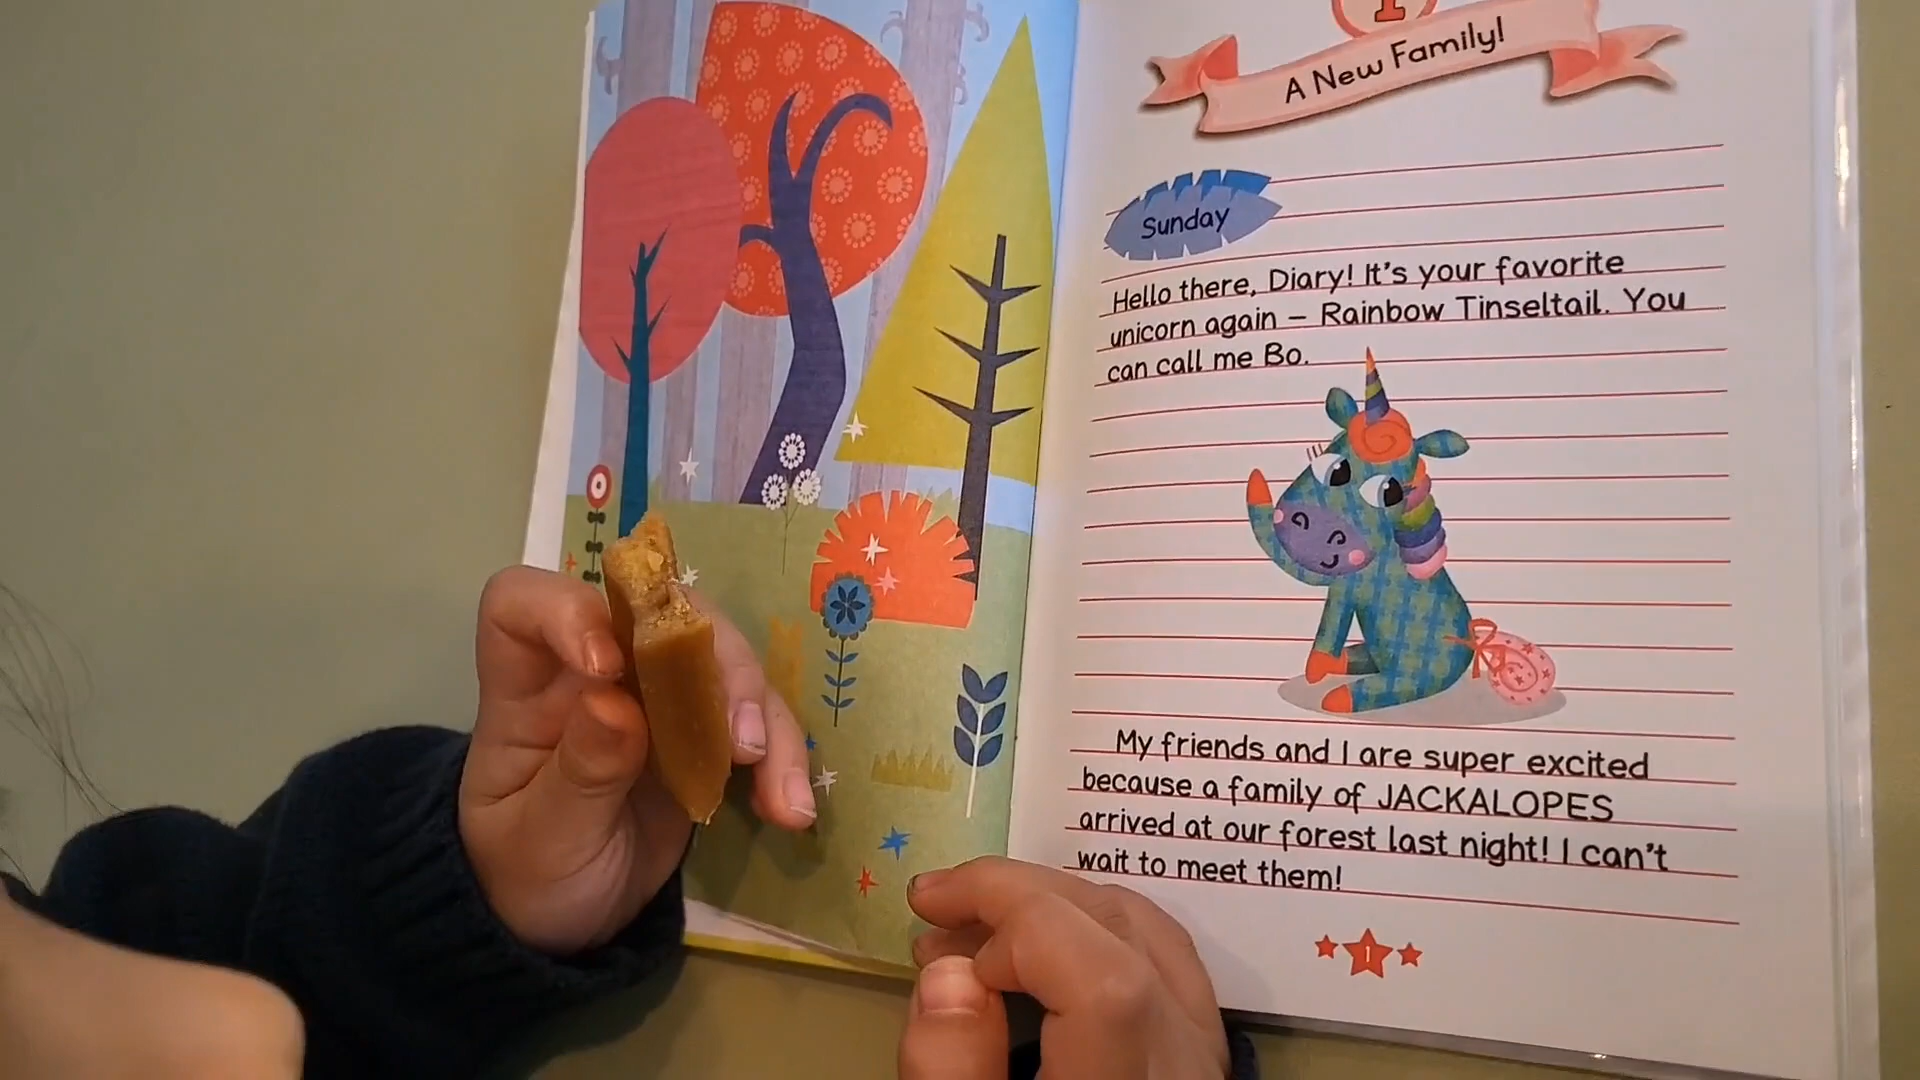 1
A New Family!
Sunday
Hello there, Diary! It's your favorite
unicorn again – Rainbow Tinseltail. You
can call me Bo.
My friends and I are super excited
because a family of JACKALOPES
arrived at our forest last night! I can't
wait to meet them!
1